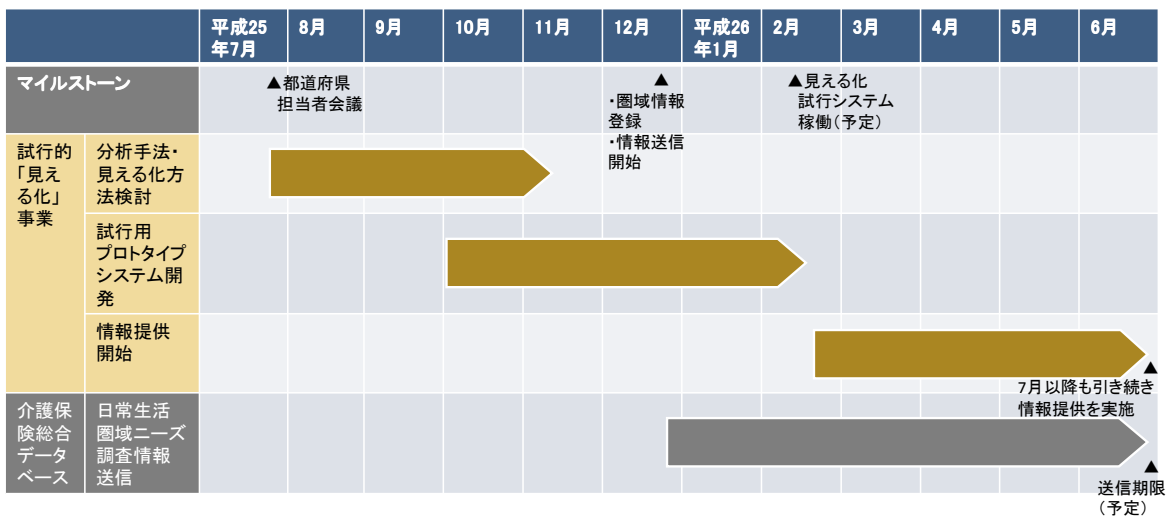 平成25
年7月
8月
9月
10月
11月
12月
平成26
年1月
2月
3月
4月
5月
6月
マイルストーン
▲都道府県
担当者会議
▲
・圏域情報
登録
・情報送信
開始
▲見える化
試行システム
稼働(予定)
試行的
「見え
る化」
事業
分析手法・
見える化方
法検討
試行用
プロトタイプ
システム開
発
情報提供
開始
▲
7月以降も引き続き
情報提供を実施
介護保
険総合
データ
ベース
日常生活
圏域ニーズ
調査情報
送信
▲
送信期限
(予定)